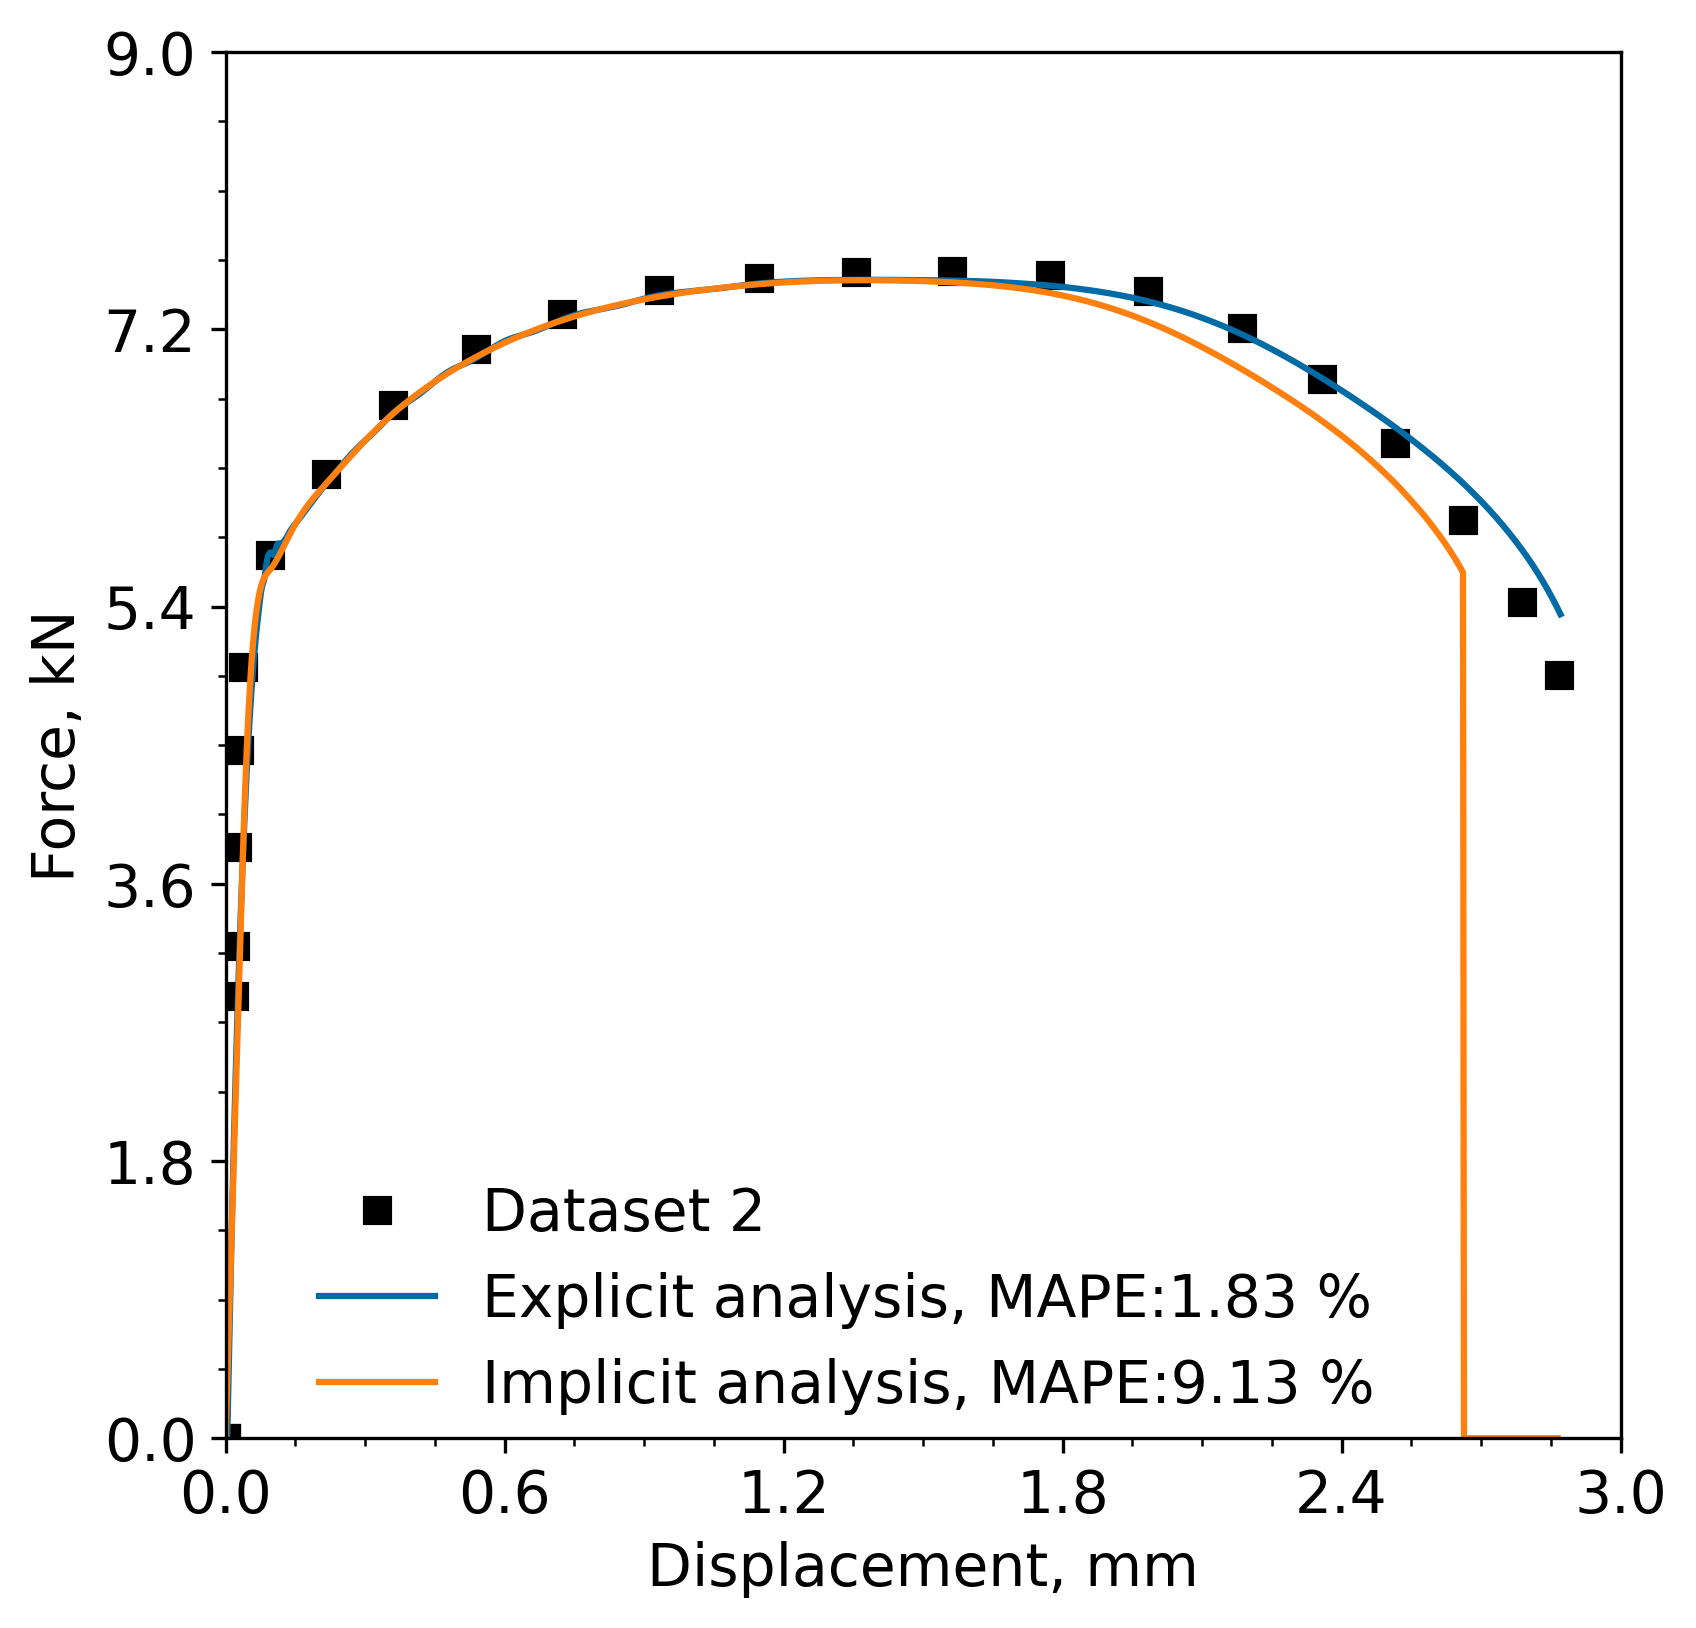 9.0
7.2
5.4
3.6
1.8
0.0
Force, kN
Dataset 2
Explicit analysis, MAPE:1.83 %
Implicit analysis, MAPE:9.13 %
0.0 0.6 1.2 1.8 2.4 3.0
Displacement, mm